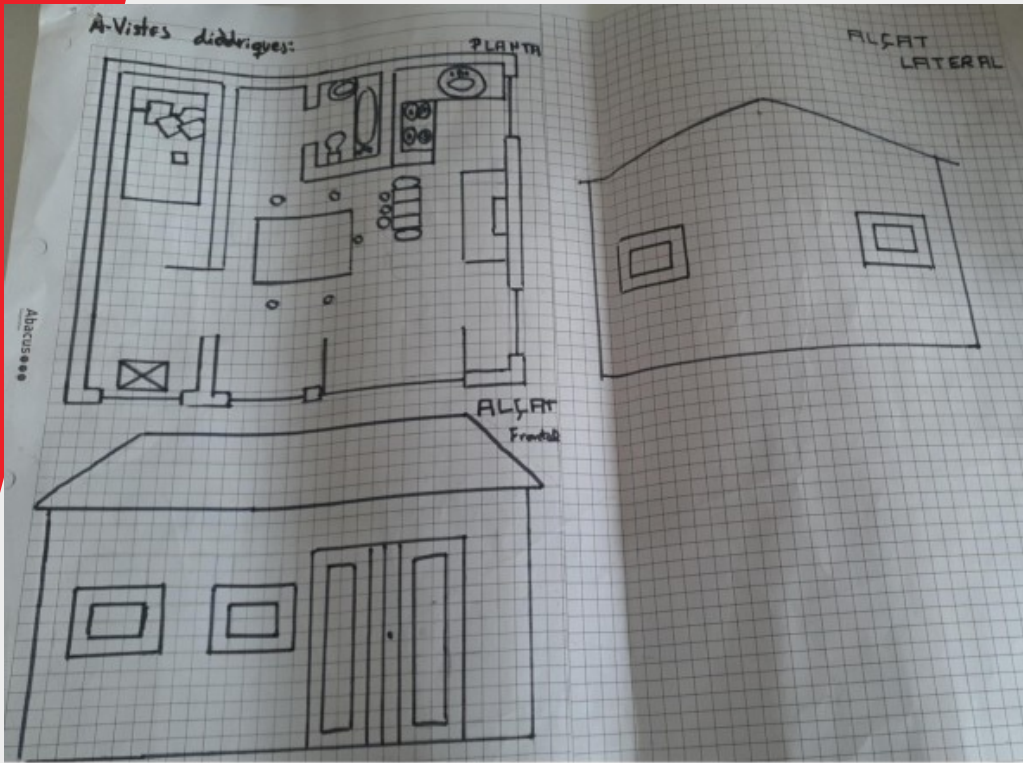 A-Vistes dièdriques:
PLANTA
ALÇAT
LATERAL
Abacus
ALÇAT
Frontal